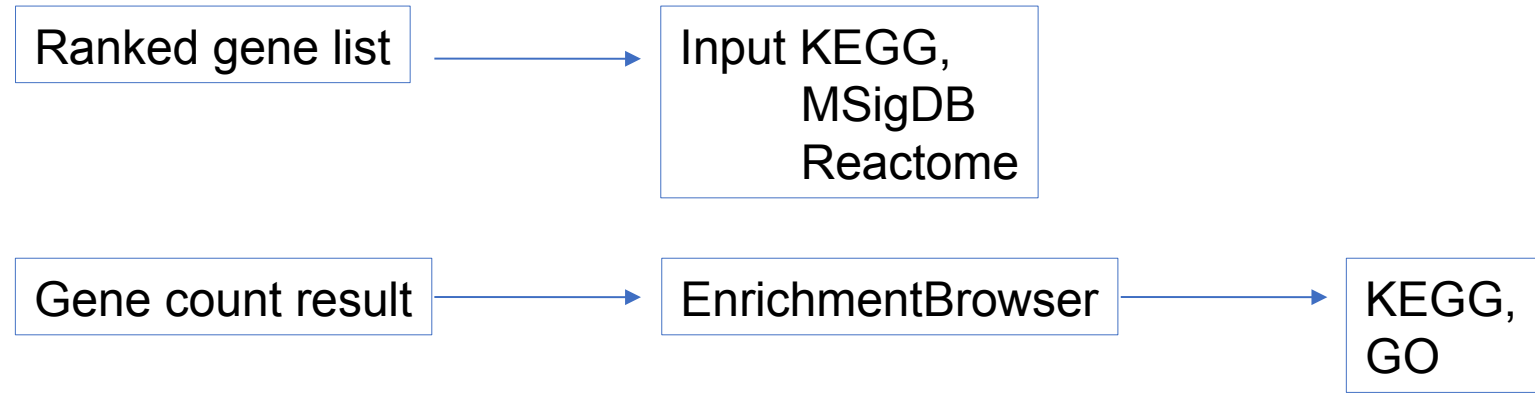 Ranked gene list
Input KEGG,
MSigDB
Reactome
Gene count result
EnrichmentBrowser
KEGG,
GO